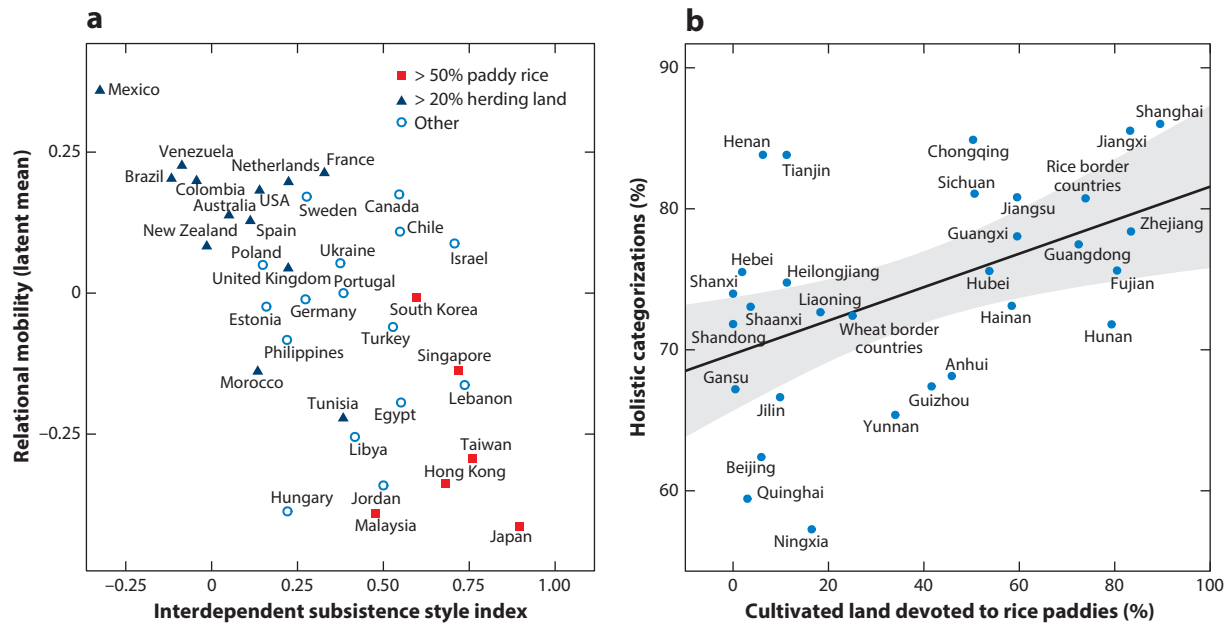 a
Relational mobility (latent mean)
0.25
0
−0.25
> 50% paddy rice
> 20% herding land
Other
Mexico
Venezuela
Netherlands
France
Brazil
Colombia
USA
Australia
Sweden
Canada
New Zealand
Spain
Chile
Poland
Ukraine
Israel
United Kingdom
Portugal
Estonia
Germany
South Korea
Philippines
Turkey
Singapore
Morocco
Lebanon
Tunisia
Egypt
Libya
Taiwan
Hong Kong
Hungary
Jordan
Malaysia
Japan
−0.25
0
0.25
0.50
0.75
1.00
Interdependent subsistence style index
b
Holistic categorizations (%)
90
80
70
60
Shanghai
Henan
Tianjin
Chongqing
Jiangxi
Sichuan
Rice border
countries
Jiangsu
Guangxi
Zhejiang
Hebei
Heilongjiang
Guangdong
Shanxi
Hubei
Fujian
Liaoning
Shaanxi
Hainan
Shandong
Wheat border
countries
Hunan
Gansu
Anhui
Jilin
Guizhou
Yunnan
Beijing
Quinghai
Ningxia
0
20
40
60
80
100
Cultivated land devoted to rice paddies (%)